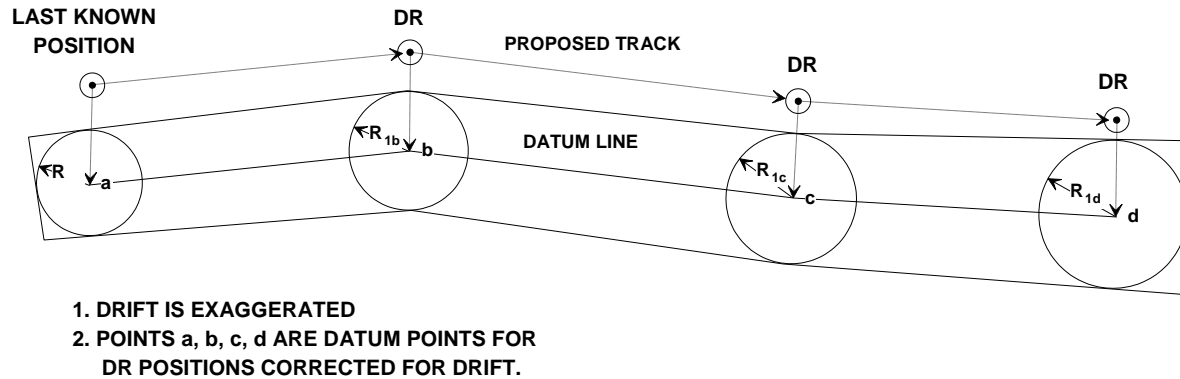 LAST KNOWN
POSITION
DR
PROPOSED TRACK
DR
DR
R
a
R1b
b
DATUM LINE
R1c
c
R1d
d
1. DRIFT IS EXAGGERATED
2. POINTS a, b, c, d ARE DATUM POINTS FOR
DR POSITIONS CORRECTED FOR DRIFT.